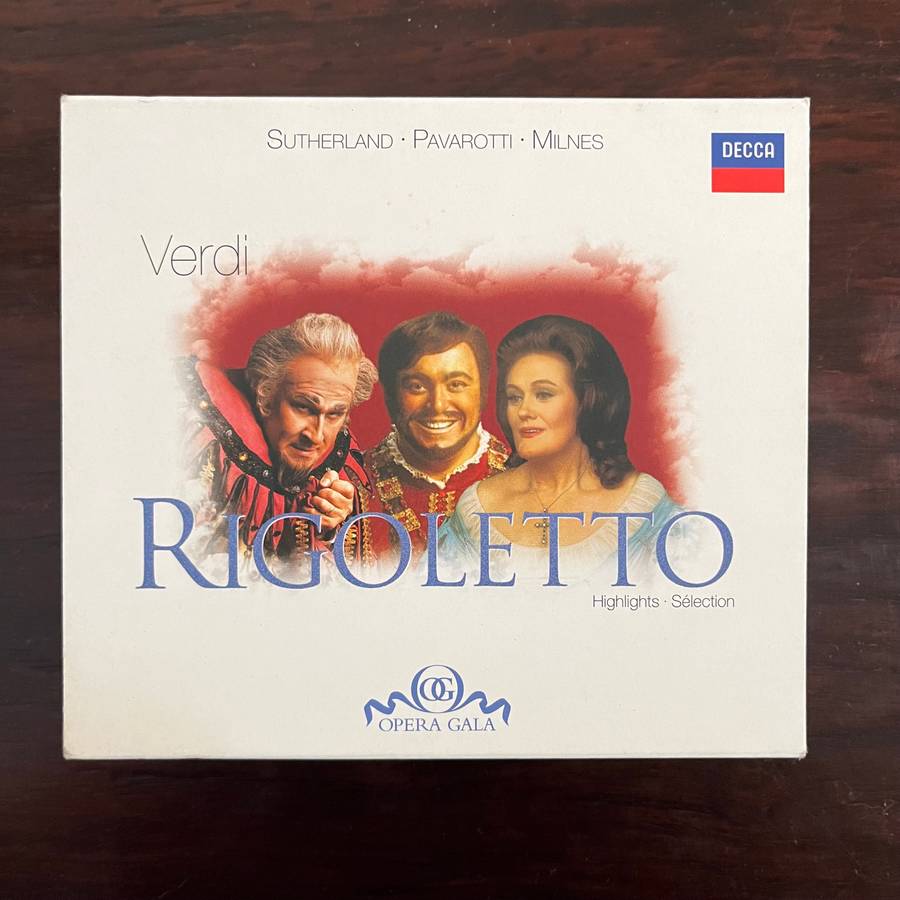 SUTHERLAND · PAVAROTTI · MILNES
DECCA
Verdi
RIGOLETTO
Highlights · Sélection
OG
OPERA GALA